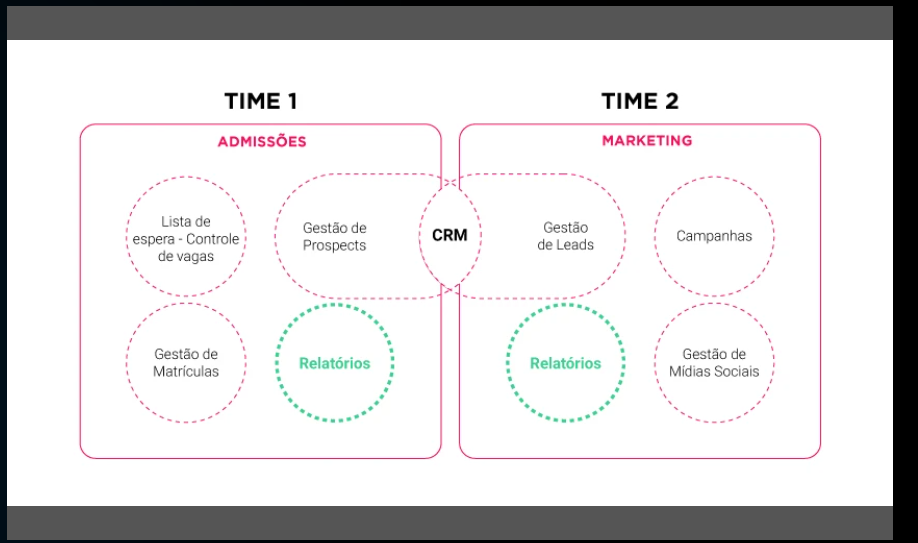 TIME 1
ADMISSÕES
Lista de
espera - Controle
de vagas
Gestão de
Prospects
Gestão de
Matrículas
Relatórios
CRM
TIME 2
MARKETING
Gestão
de Leads
Campanhas
Relatórios
Gestão de
Mídias Sociais